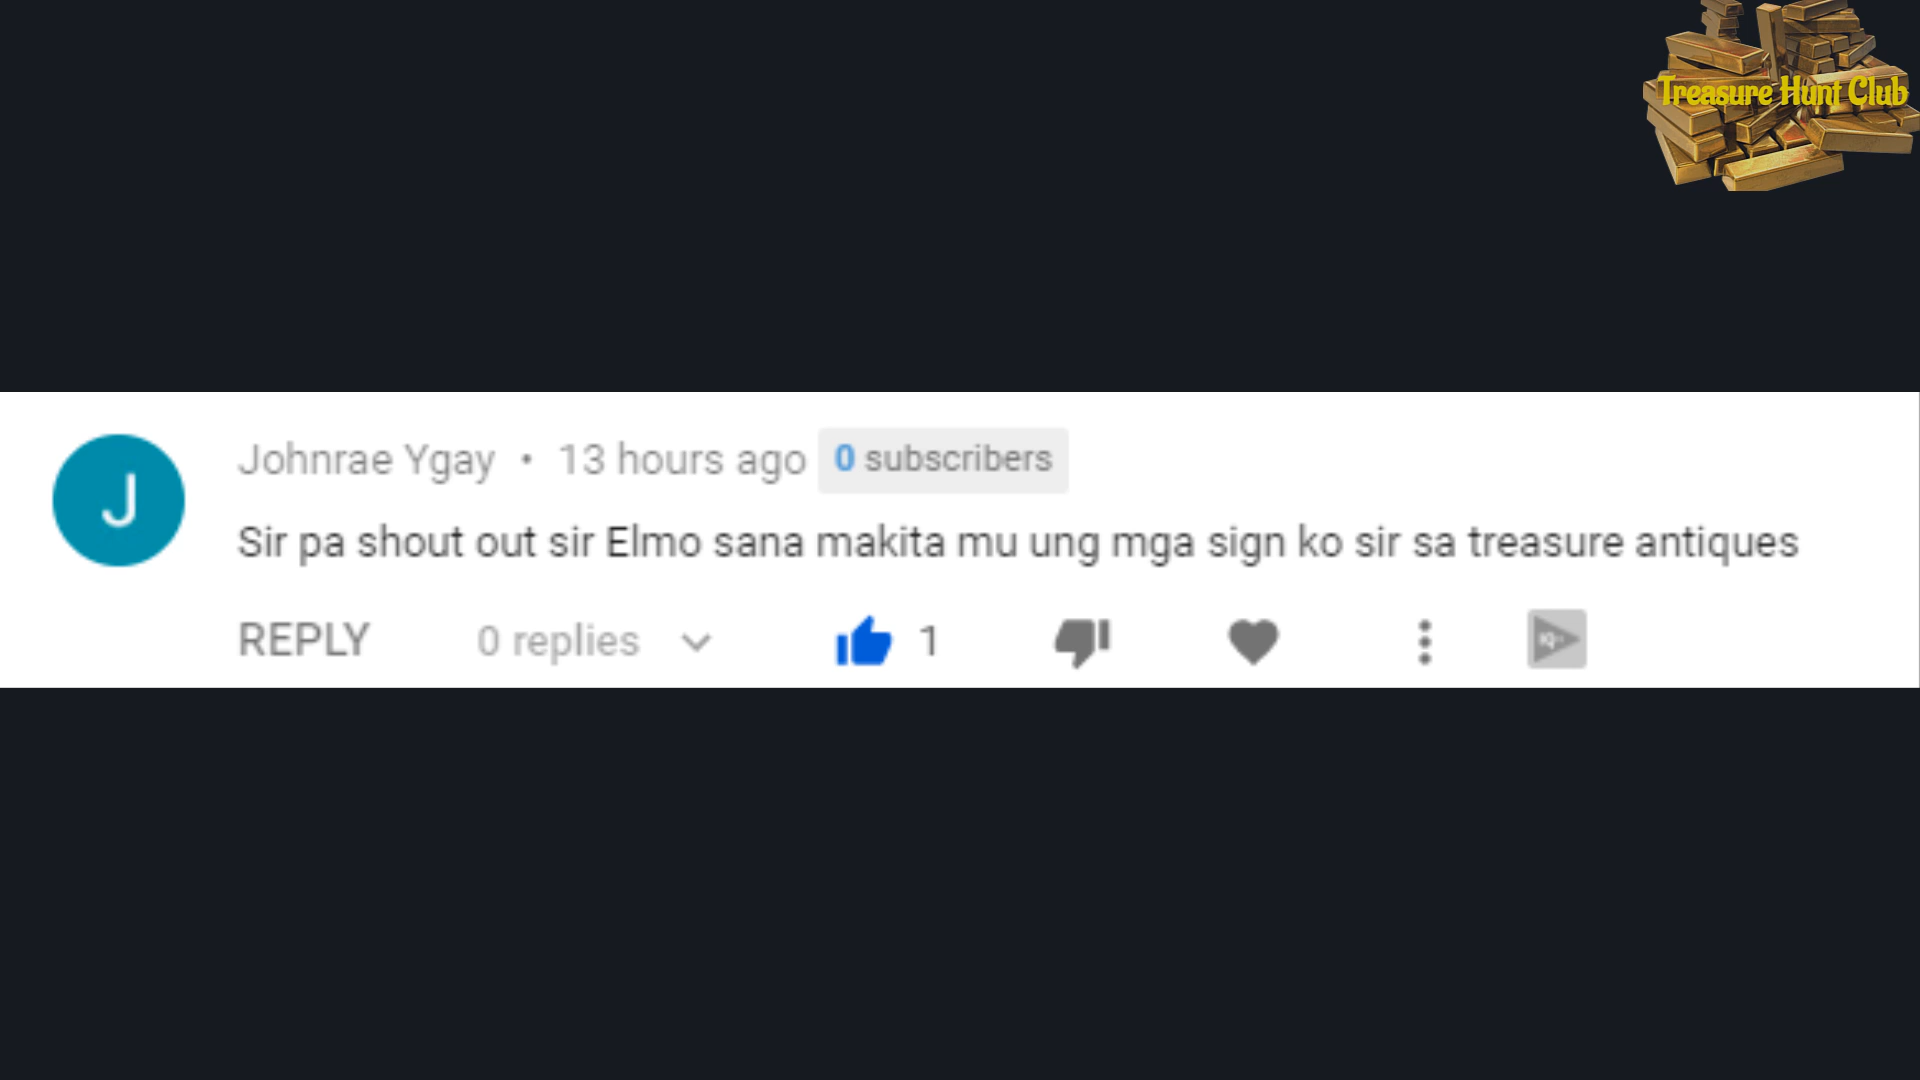 Treasure Hunt Club
J
Johnrae Ygay • 13 hours ago 0 subscribers
Sir pa shout out sir Elmo sana makita mu ung mga sign ko sir sa treasure antiques
REPLY 0 replies 1